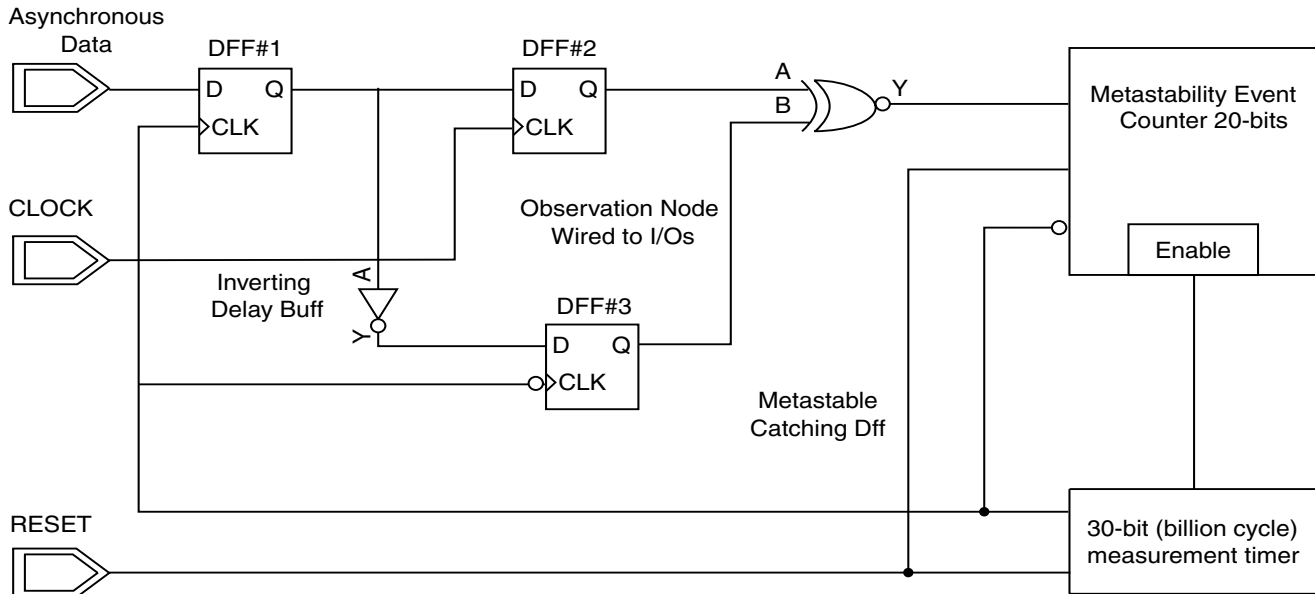 Asynchronous
Data
DFF#1
D Q
CLK
DFF#2
D Q
CLK
A
B
Y
Metastability Event
Counter 20-bits
Enable
CLOCK
Observation Node
Wired to I/Os
Inverting
Delay Buff
A
Y
DFF#3
D Q
CLK
Metastable
Catching Dff
RESET
30-bit (billion cycle)
measurement timer